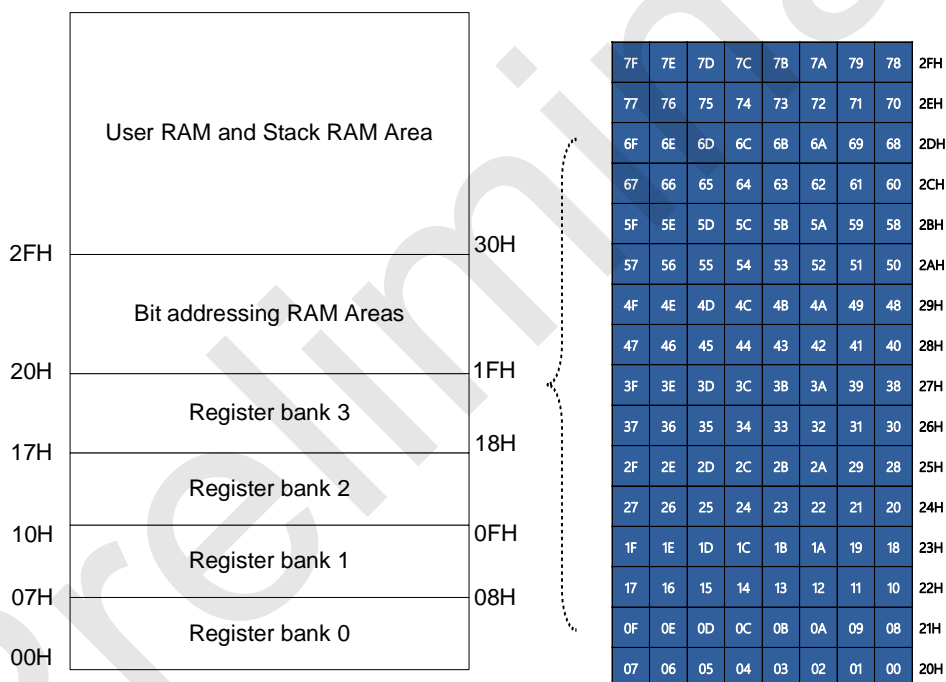 User RAM and Stack RAM Area
2FH
30H
Bit addressing RAM Areas
20H
1FH
Register bank 3
17H
18H
Register bank 2
10H
0FH
Register bank 1
07H
08H
Register bank 0
00H
7F 7E 7D 7C 7B 7A 79 78 2FH
77 76 75 74 73 72 71 70 2EH
6F 6E 6D 6C 6B 6A 69 68 2DH
67 66 65 64 63 62 61 60 2CH
5F 5E 5D 5C 5B 5A 59 58 2BH
57 56 55 54 53 52 51 50 2AH
4F 4E 4D 4C 4B 4A 49 48 29H
47 46 45 44 43 42 41 40 28H
3F 3E 3D 3C 3B 3A 39 38 27H
37 36 35 34 33 32 31 30 26H
2F 2E 2D 2C 2B 2A 29 28 25H
27 26 25 24 23 22 21 20 24H
1F 1E 1D 1C 1B 1A 19 18 23H
17 16 15 14 13 12 11 10 22H
0F 0E 0D 0C 0B 0A 09 08 21H
07 06 05 04 03 02 01 00 20H
Prelimina